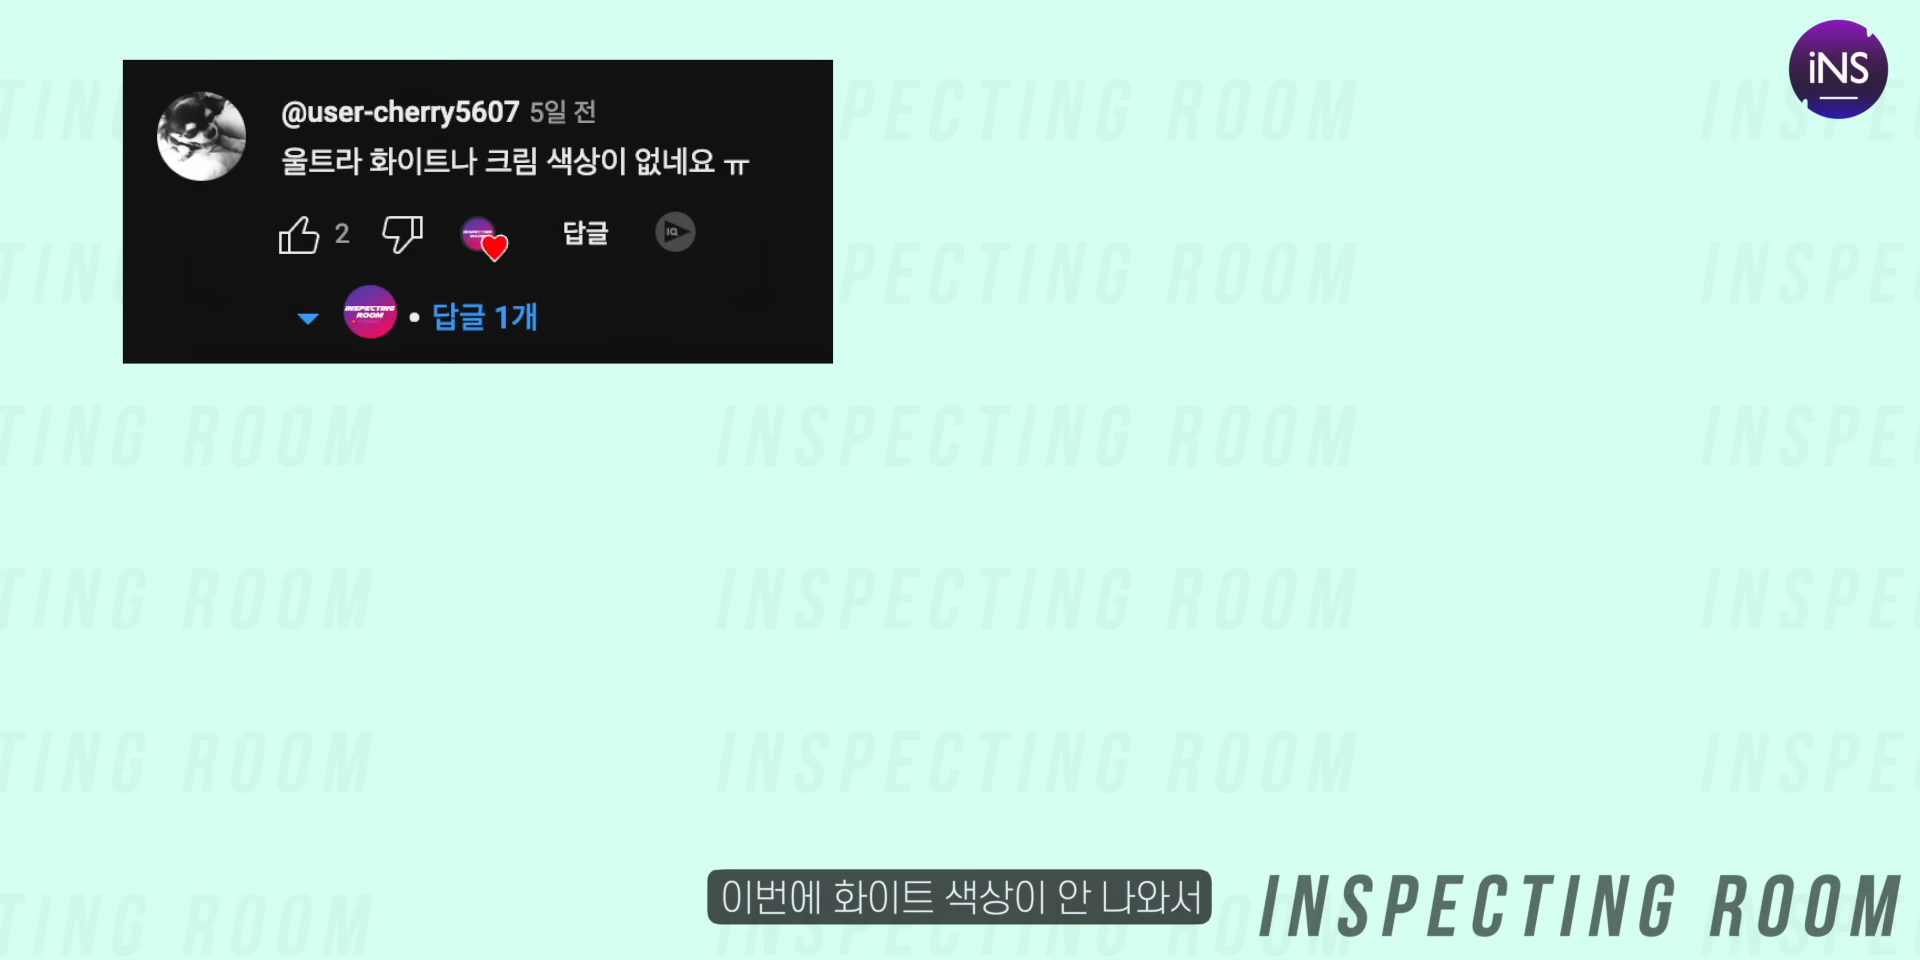 @user-cherry5607 5일 전
울트라 화이트나 크림 색상이 없네요 ㅠ
2 답글
INSPECTING ROOM
답글 1개
iNS
이번에 화이트 색상이 안 나와서
INSPECTING ROOM